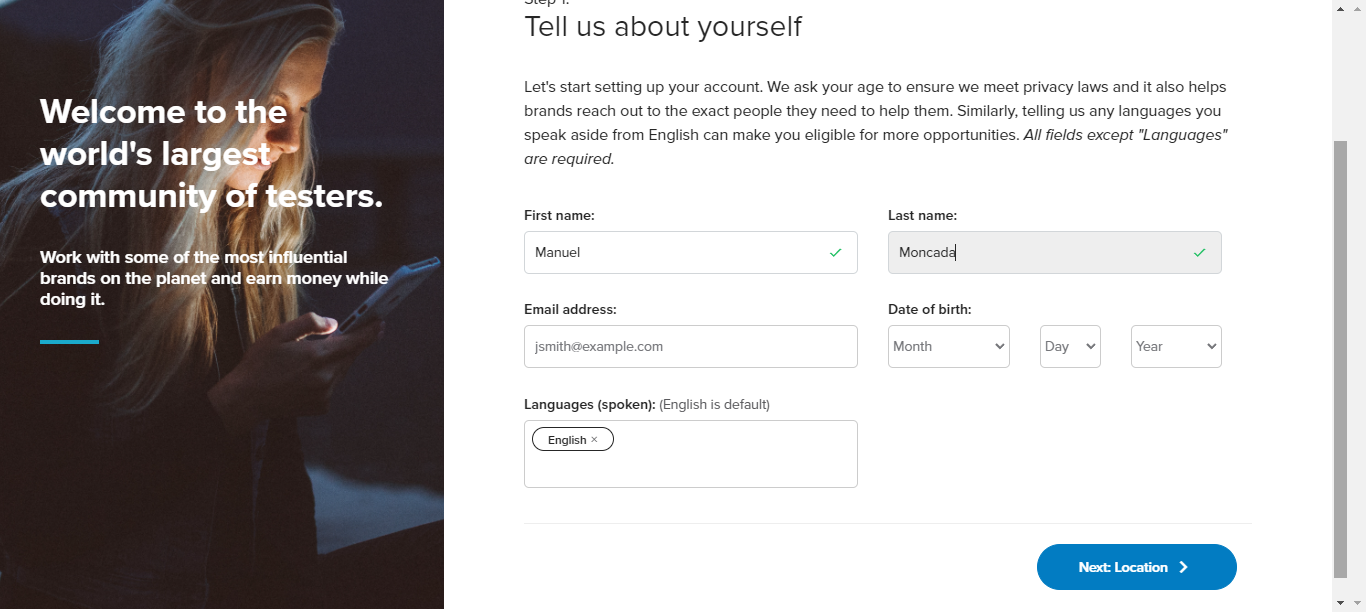 Welcome to the
world's largest
community of testers.
Work with some of the most influential
brands on the planet and earn money while
doing it.
Step 1:
Tell us about yourself
Let's start setting up your account. We ask your age to ensure we meet privacy laws and it also helps
brands reach out to the exact people they need to help them. Similarly, telling us any languages you
speak aside from English can make you eligible for more opportunities. All fields except "Languages"
are required.
First name:
Last name:
Manuel
Moncada
Email address:
Date of birth:
jsmith@example.com
Month
Day
Year
Languages (spoken): (English is default)
English ×
Next: Location